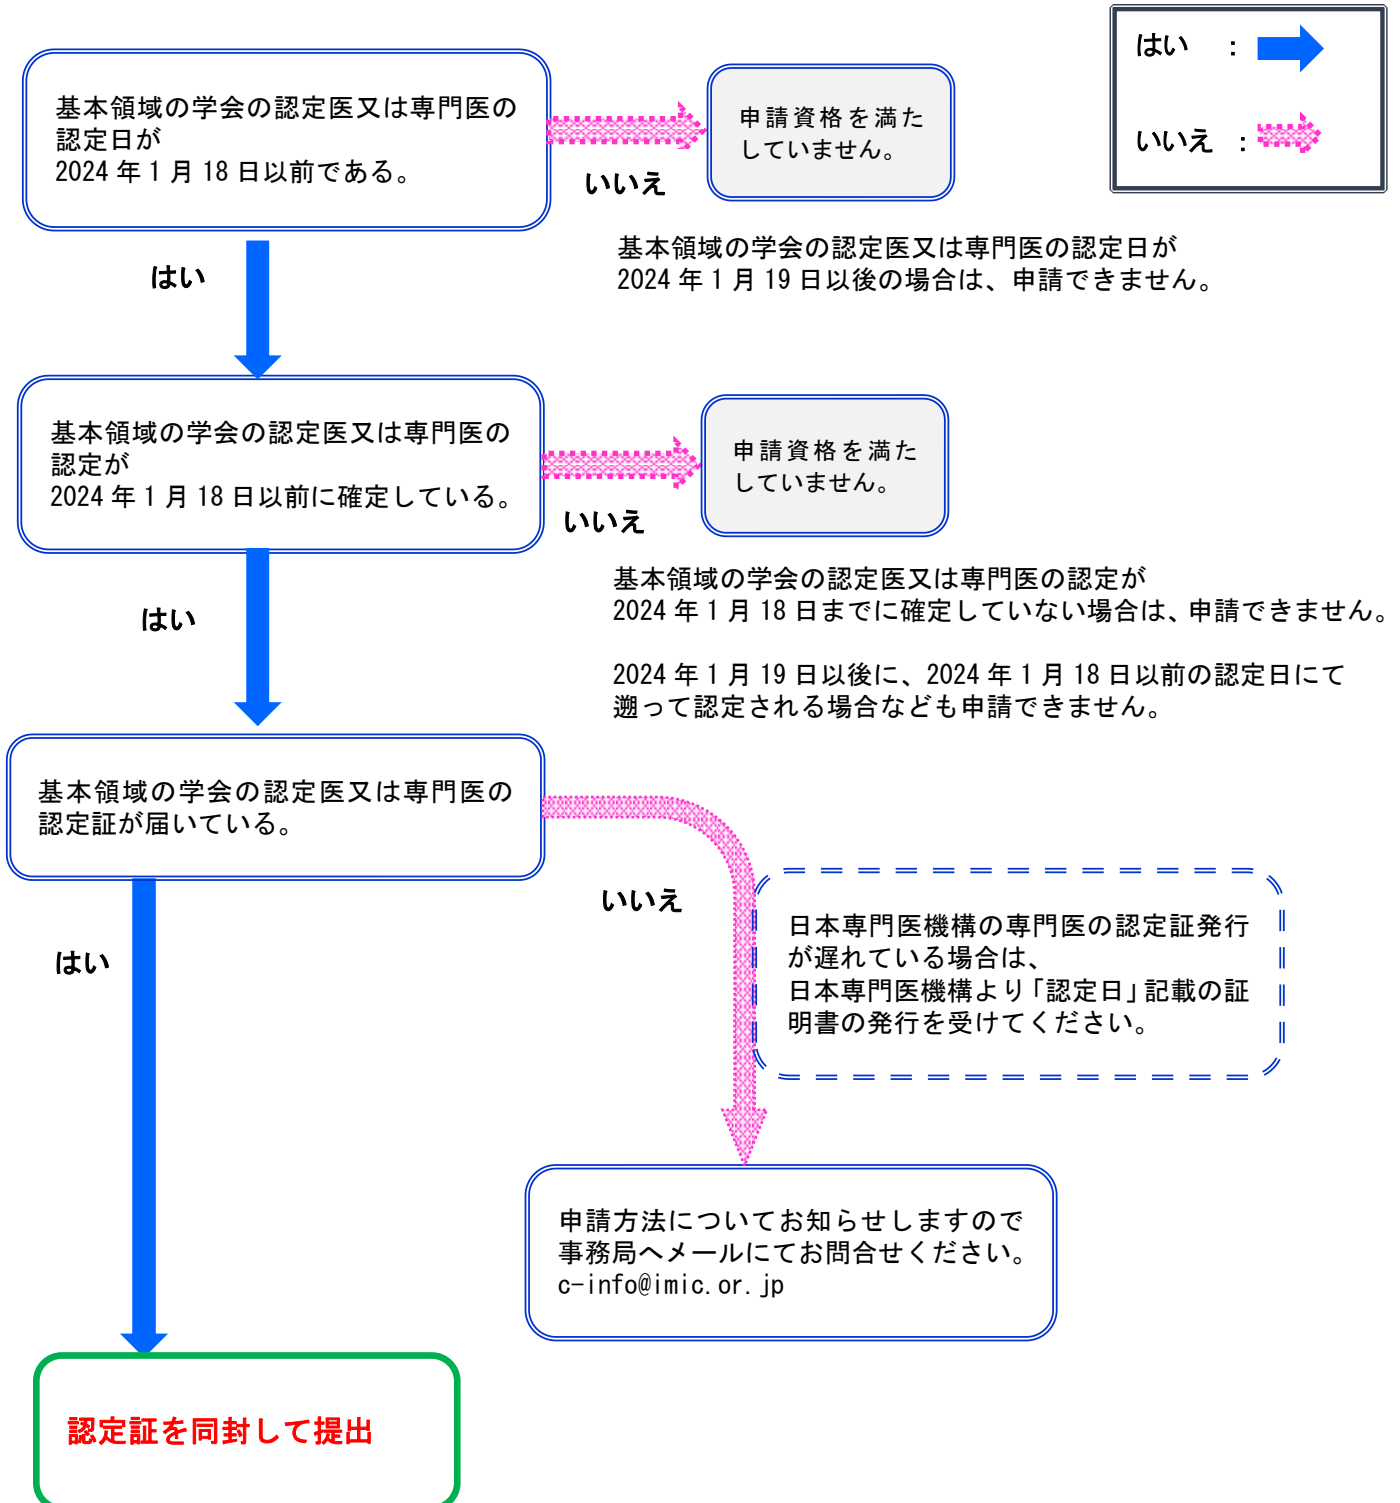 はい ：
いいえ ：
基本領域の学会の認定医又は専門医の
認定日が
2024 年 1 月 18 日以前である。
いいえ
申請資格を満た
していません。
基本領域の学会の認定医又は専門医の認定日が
2024 年 1 月 19 日以後の場合は、申請できません。
はい
基本領域の学会の認定医又は専門医の
認定が
2024 年 1 月 18 日以前に確定している。
いいえ
申請資格を満た
していません。
基本領域の学会の認定医又は専門医の認定が
2024 年 1 月 18 日までに確定していない場合は、申請できません。
2024 年 1 月 19 日以後に、2024 年 1 月 18 日以前の認定日にて
遡って認定される場合なども申請できません。
はい
基本領域の学会の認定医又は専門医の
認定証が届いている。
いいえ
日本専門医機構の専門医の認定証発行
が遅れている場合は、
日本専門医機構より「認定日」記載の証
明書の発行を受けてください。
はい
申請方法についてお知らせしますので
事務局へメールにてお問合せください。
c-info@imic.or.jp
認定証を同封して提出